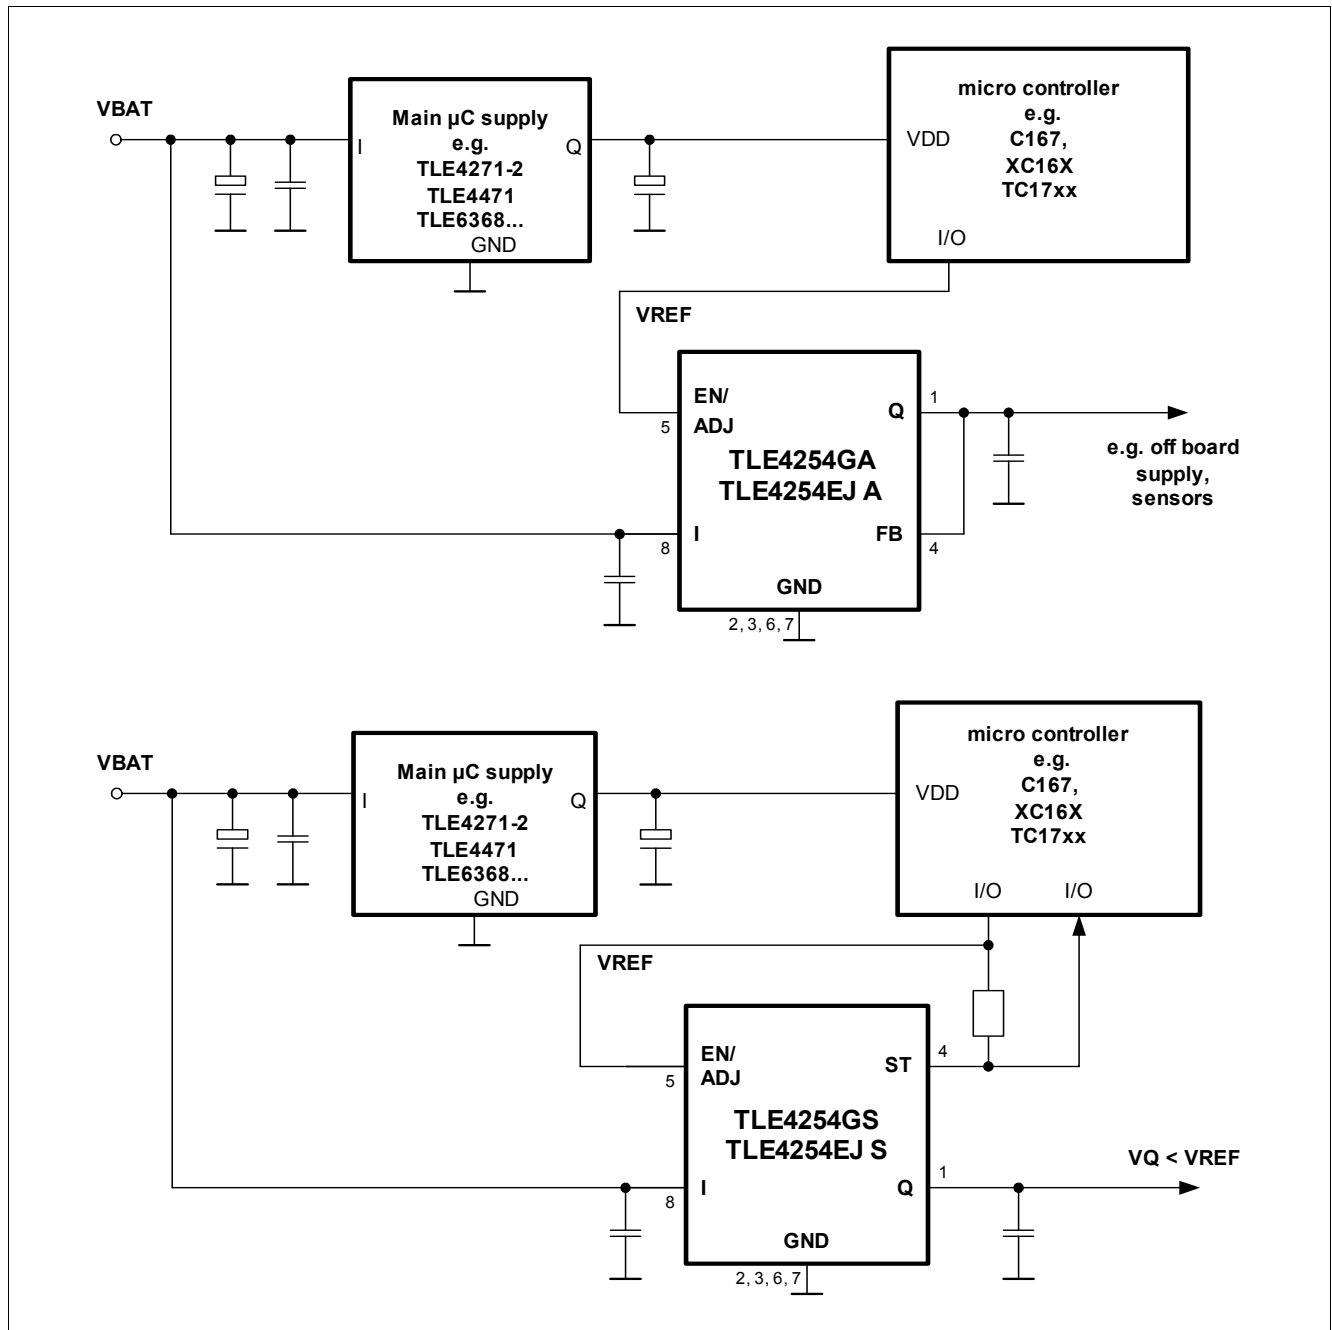 VBAT
Main µC supply
e.g.
TLE4271-2
TLE4471
TLE6368...
I
Q
GND
micro controller
e.g.
C167,
XC16X
TC17xx
VDD
I/O
VREF
EN/
ADJ
5
Q
1
TLE4254GA
TLE4254EJ A
I
8
FB
4
GND
2, 3, 6, 7
e.g. off board
supply,
sensors
VBAT
Main µC supply
e.g.
TLE4271-2
TLE4471
TLE6368...
I
Q
GND
micro controller
e.g.
C167,
XC16X
TC17xx
VDD
I/O
I/O
VREF
EN/
ADJ
5
ST
4
TLE4254GS
TLE4254EJ S
I
8
Q
1
GND
2, 3, 6, 7
VQ < VREF